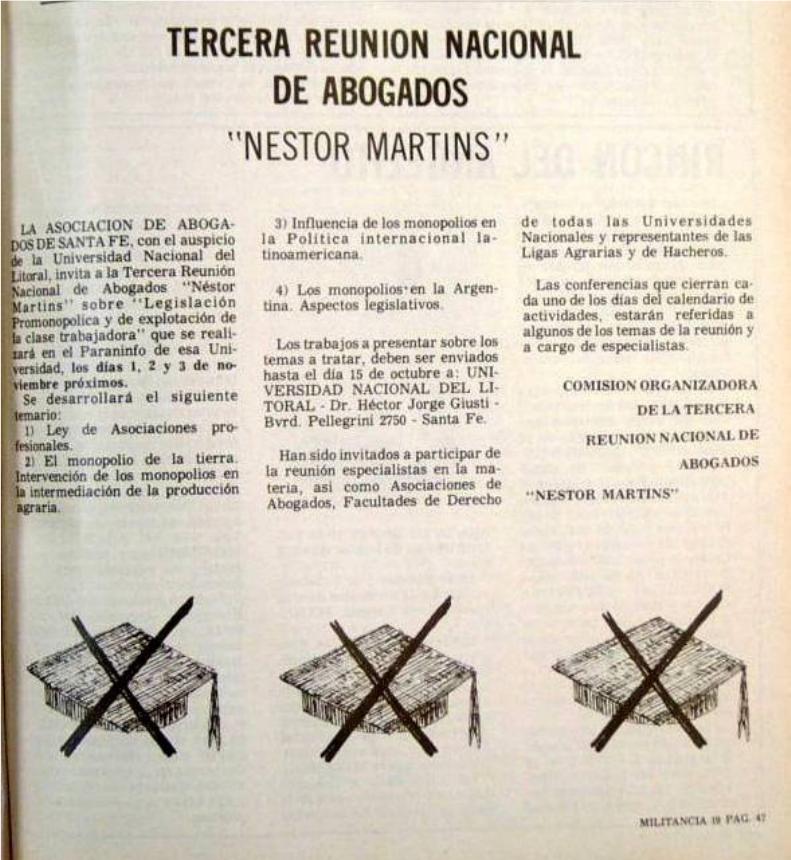 TERCERA REUNION NACIONAL
DE ABOGADOS
"NESTOR MARTINS"
LA ASOCIACION DE ABOGA-
DOS DE SANTA FE, con el auspicio
de la Universidad Nacional del
Litoral, invita a la Tercera Reunión
Nacional de Abogados "Néstor
Martins" sobre "Legislación
Promonopolica y de explotación de
la clase trabajadora" que se reali-
zará en el Paraninfo de esa Uni-
versidad, los días 1, 2 y 3 de no-
viembre próximos.
Se desarrollará el siguiente
temario:
1) Ley de Asociaciones pro-
fesionales.
2) El monopolio de la tierra.
Intervención de los monopolios en
la intermediación de la producción
agraria.
3) Influencia de los monopolios en
la Política internacional la-
tinoamericana.
4) Los monopolios en la Argen-
tina. Aspectos legislativos.
Los trabajos a presentar sobre los
temas a tratar, deben ser enviados
hasta el día 15 de octubre a: UNI-
VERSIDAD NACIONAL DEL LI-
TORAL - Dr. Héctor Jorge Giusti -
Bvrd. Pellegrini 2750 - Santa Fe.
Han sido invitados a participar de
la reunión especialistas en la ma-
teria, asi como Asociaciones de
Abogados, Facultades de Derecho
de todas las Universidades
Nacionales y representantes de las
Ligas Agrarias y de Hacheros.
Las conferencias que cierran ca-
da uno de los días del calendario de
actividades, estarán referidas a
algunos de los temas de la reunión y
a cargo de especialistas.
COMISION ORGANIZADORA
DE LA TERCERA
REUNION NACIONAL DE
ABOGADOS
"NESTOR MARTINS"
MILITANCIA 19 PAG. 47